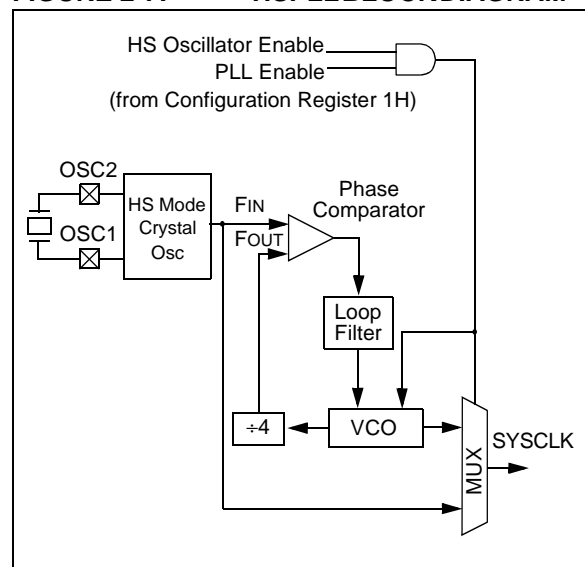 HS Oscillator Enable
PLL Enable
(from Configuration Register 1H)
OSC2
OSC1
HS Mode
Crystal
Osc
FIN
FOUT
Phase
Comparator
Loop
Filter
÷4
VCO
MUX
SYSCLK